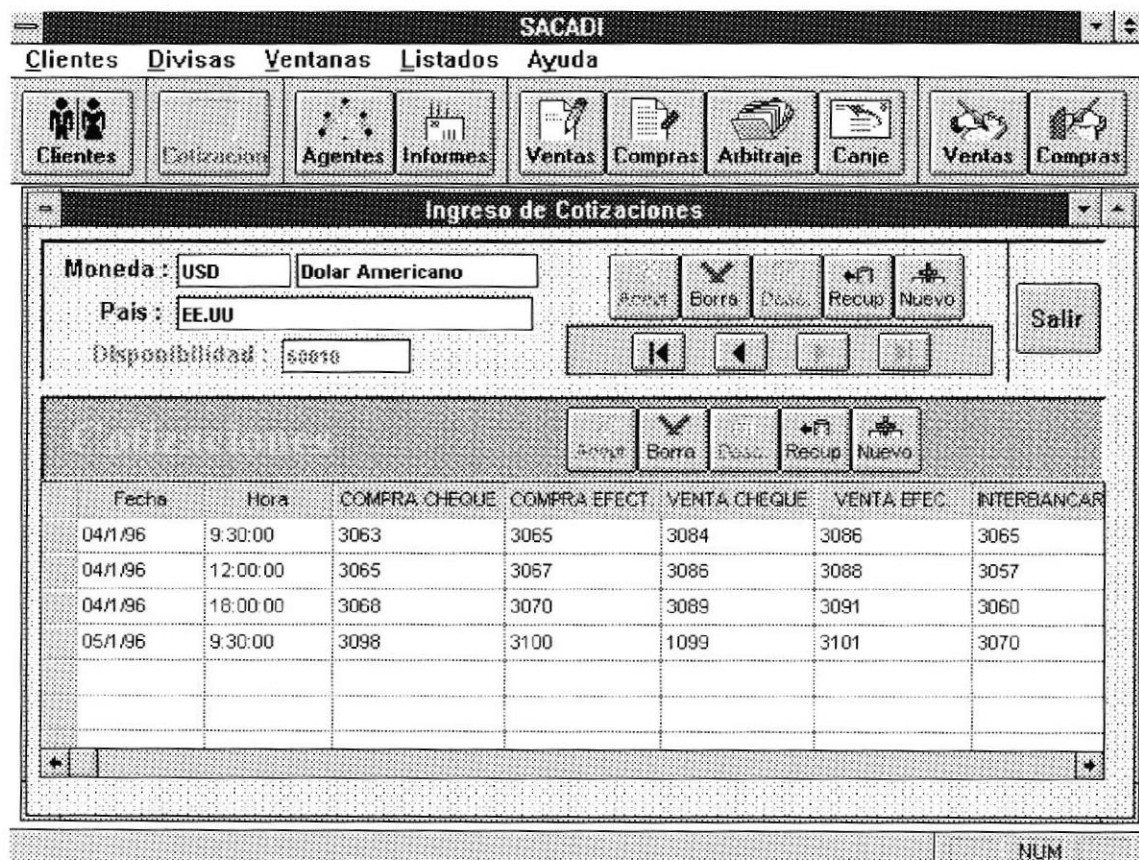 SACADI
Clientes Divisas Ventanas Listados Ayuda
Clientes Cotizacion Agentes Informes Ventas Compras Arbitraje Canje Ventas Compras
Ingreso de Cotizaciones
Moneda : USD Dolar Americano
Acept Borra Recup Nuevo
Pais : EE.UU
Salir
Disponibilidad :
Cotizaciones
Acept Borra Recup Nuevo
Fecha Hora COMPRA CHEQUE COMPRA EFECT. VENTA CHEQUE VENTA EFEC. INTERBANCAR
04/1/96 9:30:00 3063 3065 3084 3086 3065
04/1/96 12:00:00 3065 3067 3086 3088 3057
04/1/96 18:00:00 3068 3070 3089 3091 3060
05/1/96 9:30:00 3098 3100 1099 3101 3070
NUM